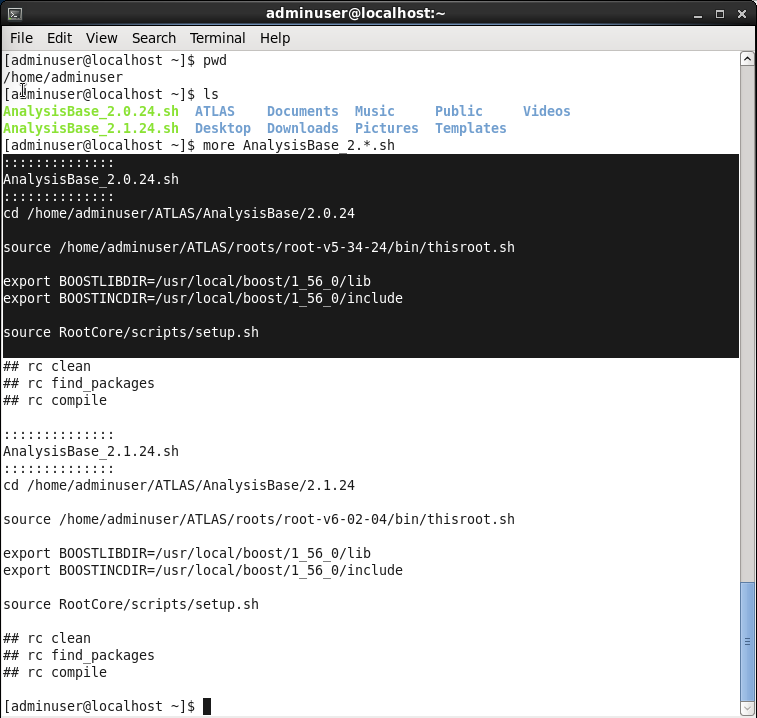 adminuser@localhost:~
File Edit View Search Terminal Help
[adminuser@localhost ~]$ pwd
/home/adminuser
[adminuser@localhost ~]$ ls
AnalysisBase_2.0.24.sh  ATLAS    Documents  Music     Public     Videos
AnalysisBase_2.1.24.sh  Desktop  Downloads  Pictures  Templates
[adminuser@localhost ~]$ more AnalysisBase_2.*.sh
::::::::::::::
AnalysisBase_2.0.24.sh
::::::::::::::
cd /home/adminuser/ATLAS/AnalysisBase/2.0.24
source /home/adminuser/ATLAS/roots/root-v5-34-24/bin/thisroot.sh
export BOOSTLIBDIR=/usr/local/boost/1_56_0/lib
export BOOSTINCDIR=/usr/local/boost/1_56_0/include
source RootCore/scripts/setup.sh
## rc clean
## rc find_packages
## rc compile
::::::::::::::
AnalysisBase_2.1.24.sh
::::::::::::::
cd /home/adminuser/ATLAS/AnalysisBase/2.1.24
source /home/adminuser/ATLAS/roots/root-v6-02-04/bin/thisroot.sh
export BOOSTLIBDIR=/usr/local/boost/1_56_0/lib
export BOOSTINCDIR=/usr/local/boost/1_56_0/include
source RootCore/scripts/setup.sh
## rc clean
## rc find_packages
## rc compile
[adminuser@localhost ~]$